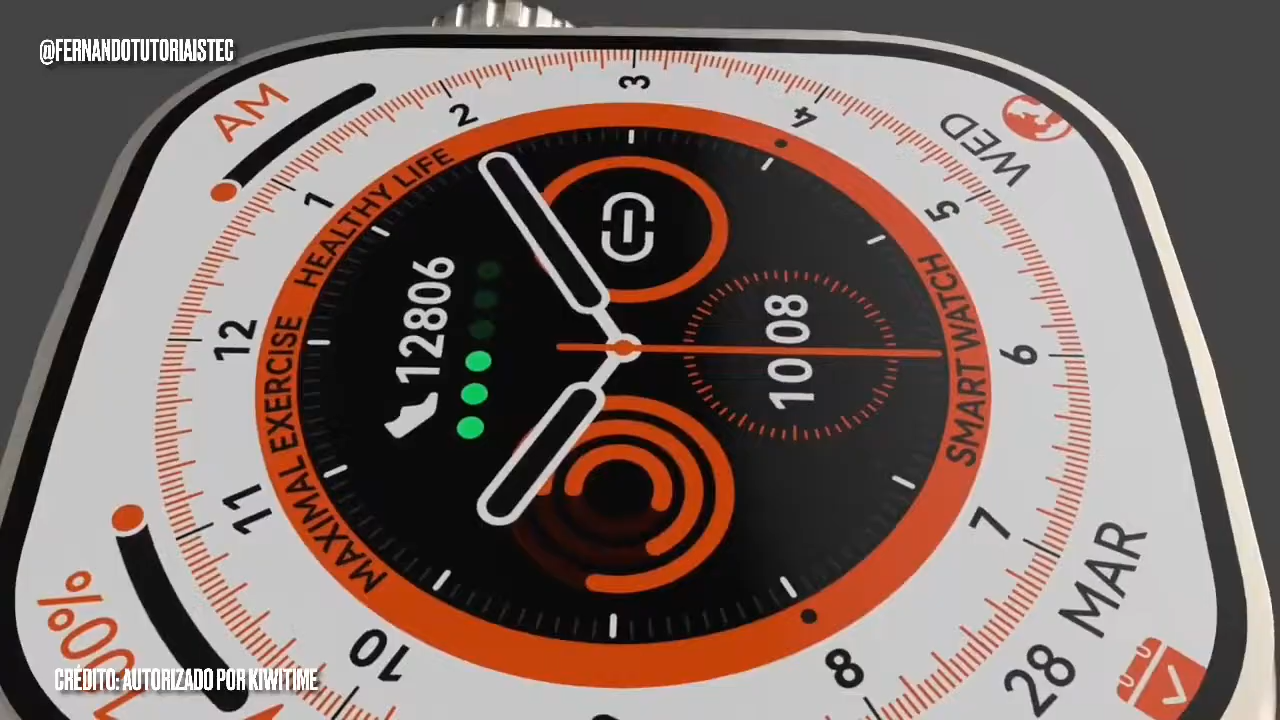 @FERNANDOTUTORIAISTEC
AM
WED
1
2
3
4
5
6
7
8
10
11
12
HEALTHY LIFE
MAXIMAL EXERCISE
SMART WATCH
12806
10 08
100%
28 MAR
CRÉDITO: AUTORIZADO POR KIWITIME